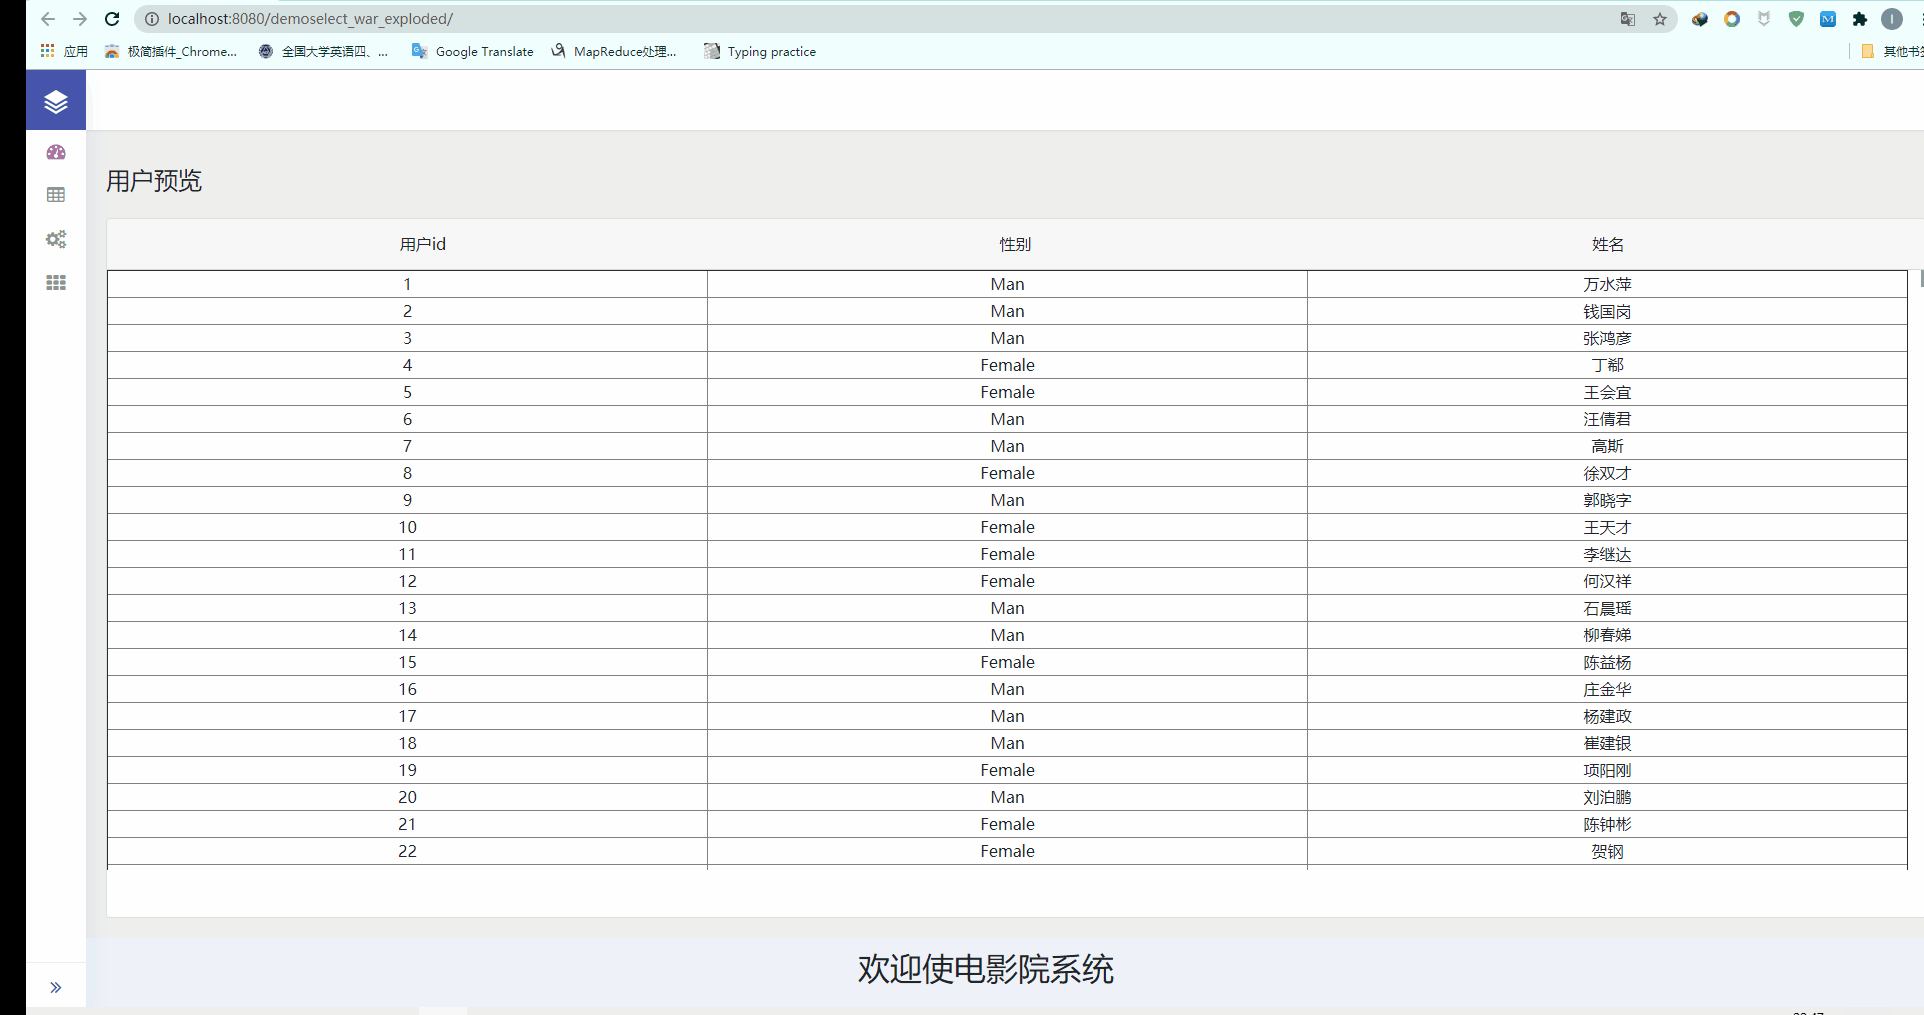 localhost:8080/demoselect_war_exploded/
应用 极简插件_Chrome... 全国大学英语四、... Google Translate MapReduce处理... Typing practice 其他书签
用户预览
用户id 性别 姓名
1 Man 万水萍
2 Man 钱国岗
3 Man 张鸿彦
4 Female 丁郗
5 Female 王会宜
6 Man 汪倩君
7 Man 高斯
8 Female 徐双才
9 Man 郭晓字
10 Female 王天才
11 Female 李继达
12 Female 何汉祥
13 Man 石晨瑶
14 Man 柳春娣
15 Female 陈益杨
16 Man 庄金华
17 Man 杨建政
18 Man 崔建银
19 Female 项阳刚
20 Man 刘泊鹏
21 Female 陈钟彬
22 Female 贺钢
欢迎使电影院系统